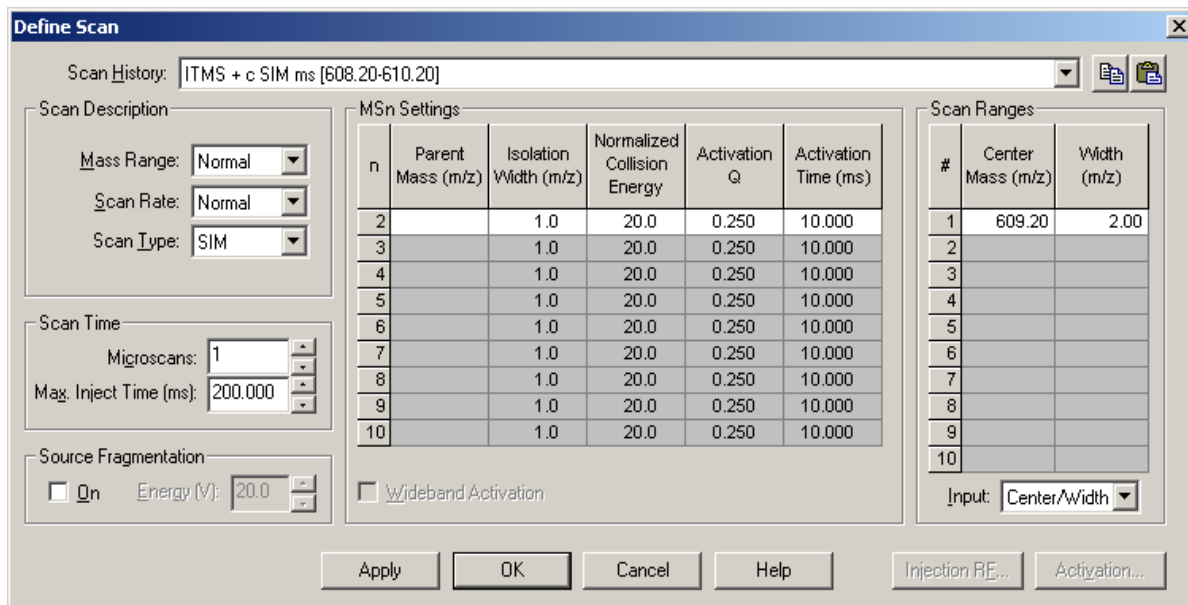 Define Scan
Scan History: ITMS + c SIM ms [608.20-610.20]
Scan Description
Mass Range: Normal
Scan Rate: Normal
Scan Type: SIM
Scan Time
Microscans: 1
Max. Inject Time (ms): 200.000
Source Fragmentation
On Energy (V): 20.0
MSn Settings
n Parent Mass (m/z) Isolation Width (m/z) Normalized Collision Energy Activation Q Activation Time (ms)
2 1.0 20.0 0.250 10.000
3 1.0 20.0 0.250 10.000
4 1.0 20.0 0.250 10.000
5 1.0 20.0 0.250 10.000
6 1.0 20.0 0.250 10.000
7 1.0 20.0 0.250 10.000
8 1.0 20.0 0.250 10.000
9 1.0 20.0 0.250 10.000
10 1.0 20.0 0.250 10.000
Wideband Activation
Scan Ranges
# Center Mass (m/z) Width (m/z)
1 609.20 2.00
2
3
4
5
6
7
8
9
10
Input: Center/Width
Apply OK Cancel Help Injection RF... Activation...